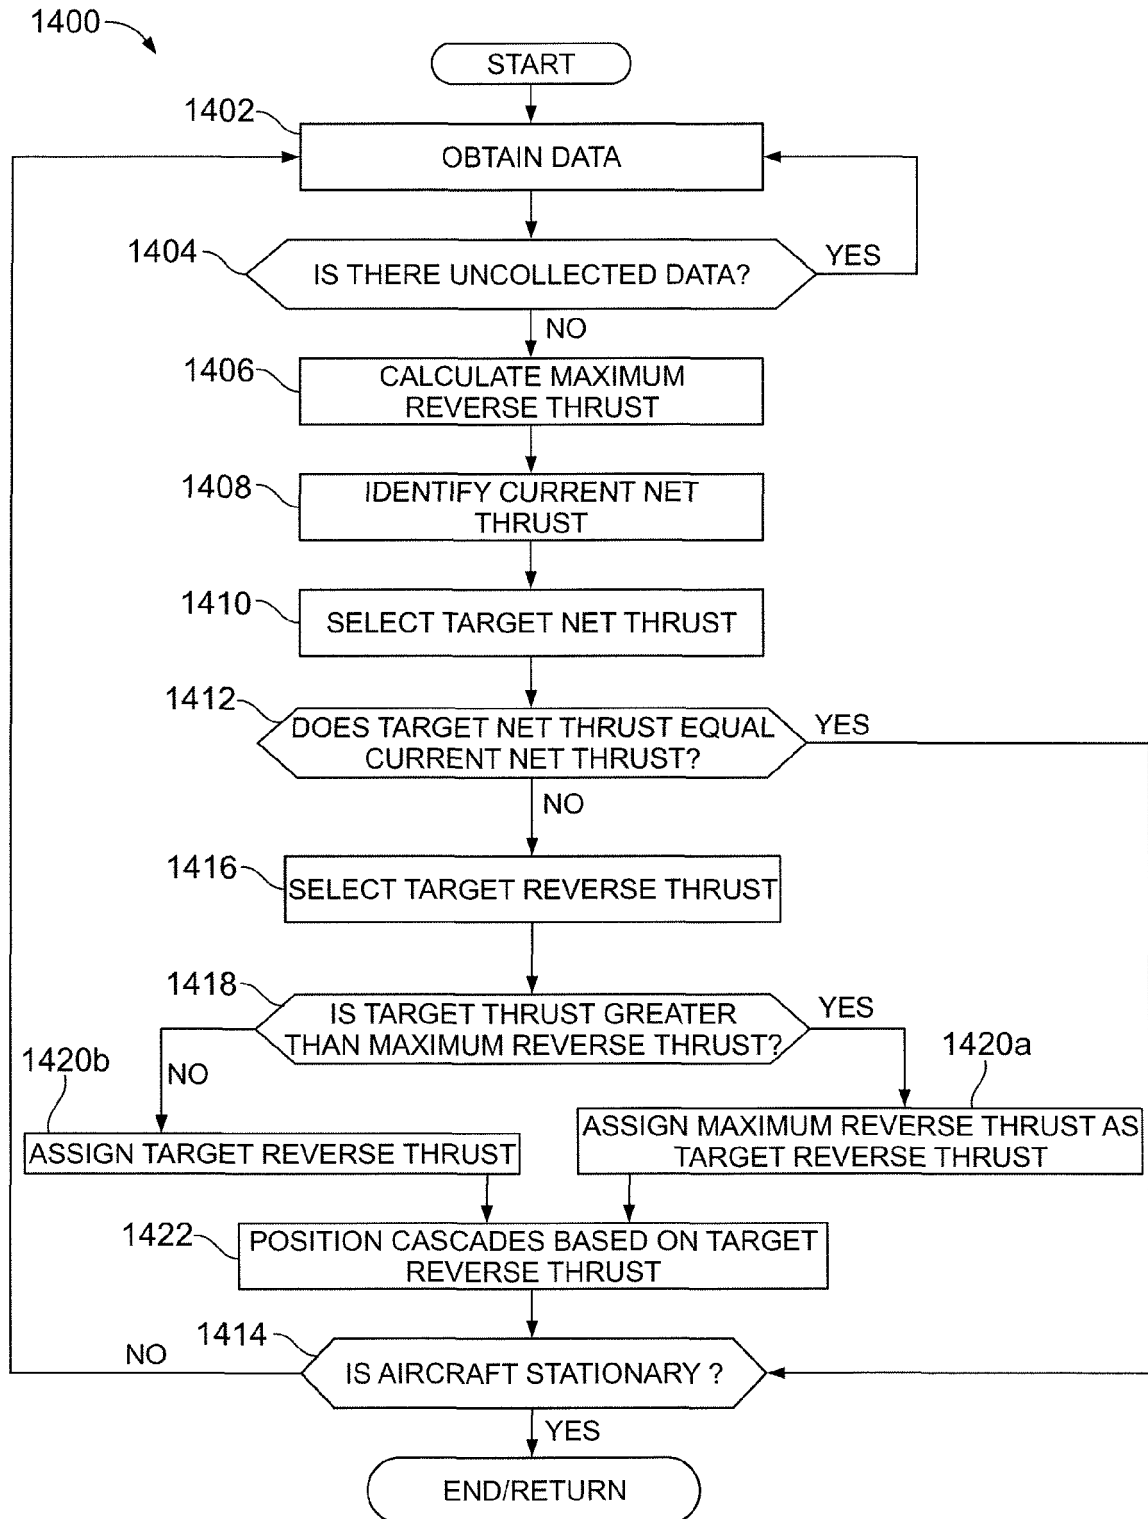 1400
START
1402
OBTAIN DATA
1404
IS THERE UNCOLLECTED DATA?
YES
NO
1406
CALCULATE MAXIMUM
REVERSE THRUST
1408
IDENTIFY CURRENT NET
THRUST
1410
SELECT TARGET NET THRUST
1412
DOES TARGET NET THRUST EQUAL
CURRENT NET THRUST?
YES
NO
1416
SELECT TARGET REVERSE THRUST
1418
IS TARGET THRUST GREATER
THAN MAXIMUM REVERSE THRUST?
YES
NO
1420b
1420a
ASSIGN TARGET REVERSE THRUST
ASSIGN MAXIMUM REVERSE THRUST AS
TARGET REVERSE THRUST
1422
POSITION CASCADES BASED ON TARGET
REVERSE THRUST
1414
NO
IS AIRCRAFT STATIONARY ?
YES
END/RETURN